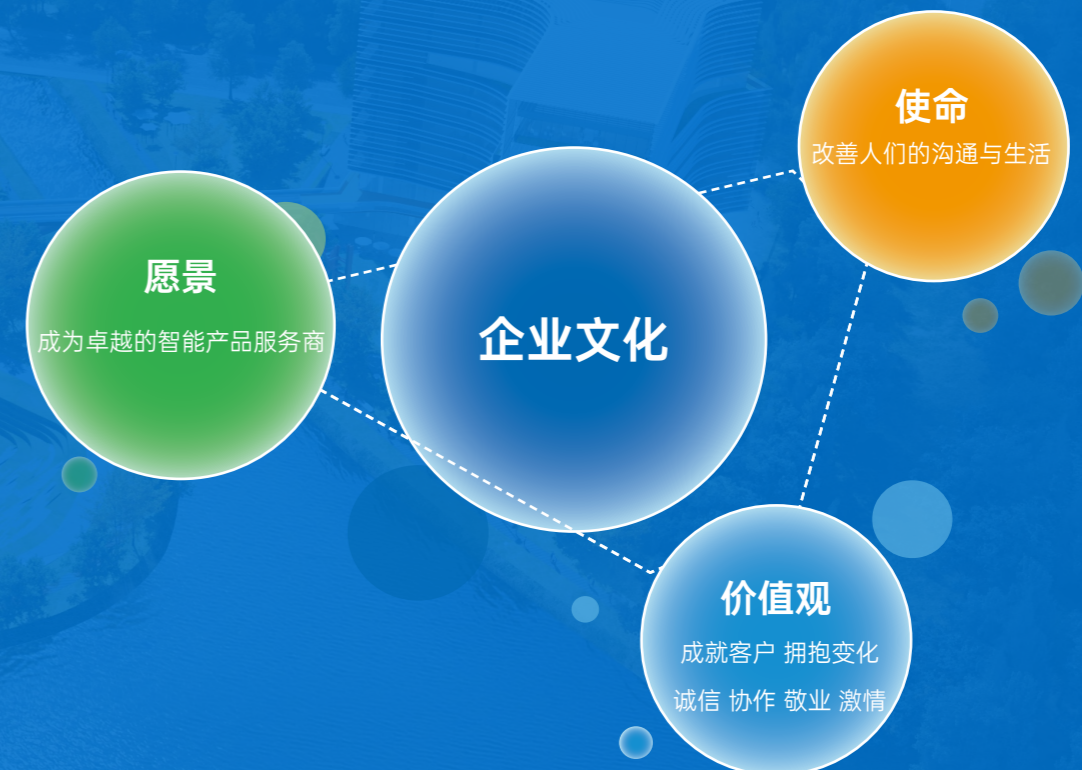 使命
改善人们的沟通与生活
愿景
成为卓越的智能产品服务商
企业文化
价值观
成就客户 拥抱变化
诚信 协作 敬业 激情